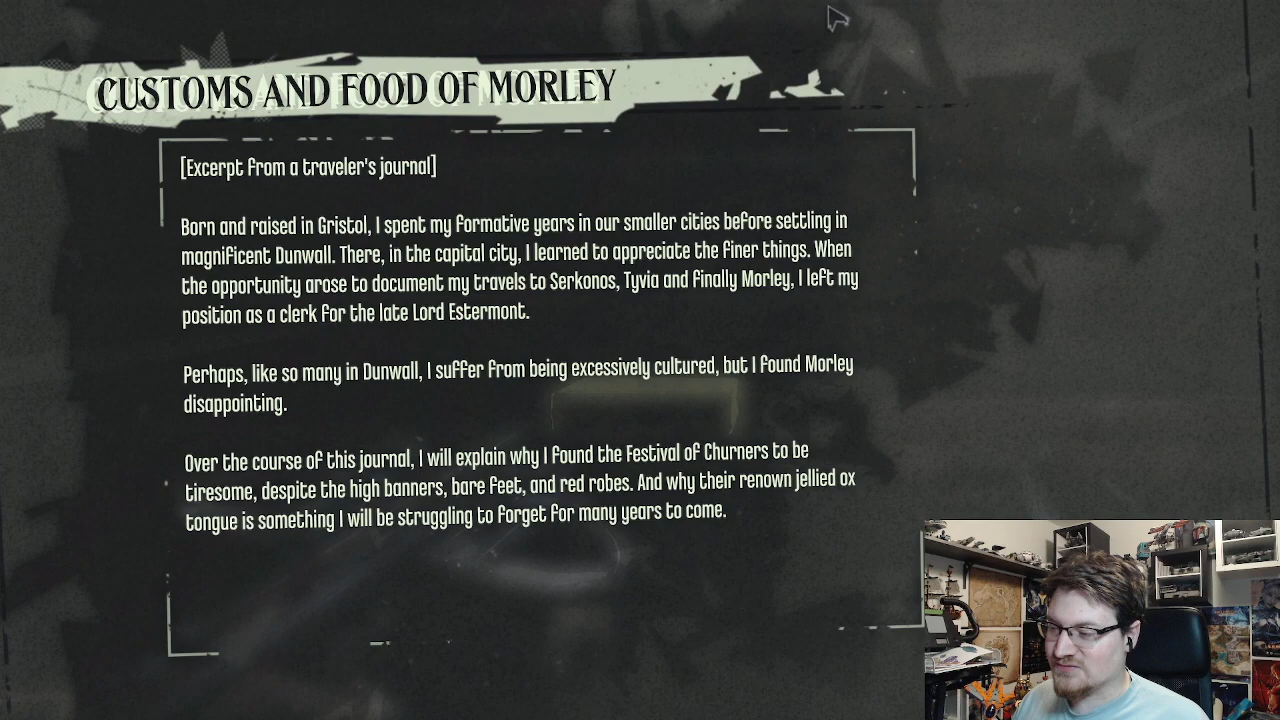 CUSTOMS AND FOOD OF MORLEY
[Excerpt from a traveler's journal]
Born and raised in Gristol, I spent my formative years in our smaller cities before settling in
magnificent Dunwall. There, in the capital city, I learned to appreciate the finer things. When
the opportunity arose to document my travels to Serkonos, Tyvia and finally Morley, I left my
position as a clerk for the late Lord Estermont.
Perhaps, like so many in Dunwall, I suffer from being excessively cultured, but I found Morley
disappointing.
Over the course of this journal, I will explain why I found the Festival of Churners to be
tiresome, despite the high banners, bare feet, and red robes. And why their renown jellied ox
tongue is something I will be struggling to forget for many years to come.